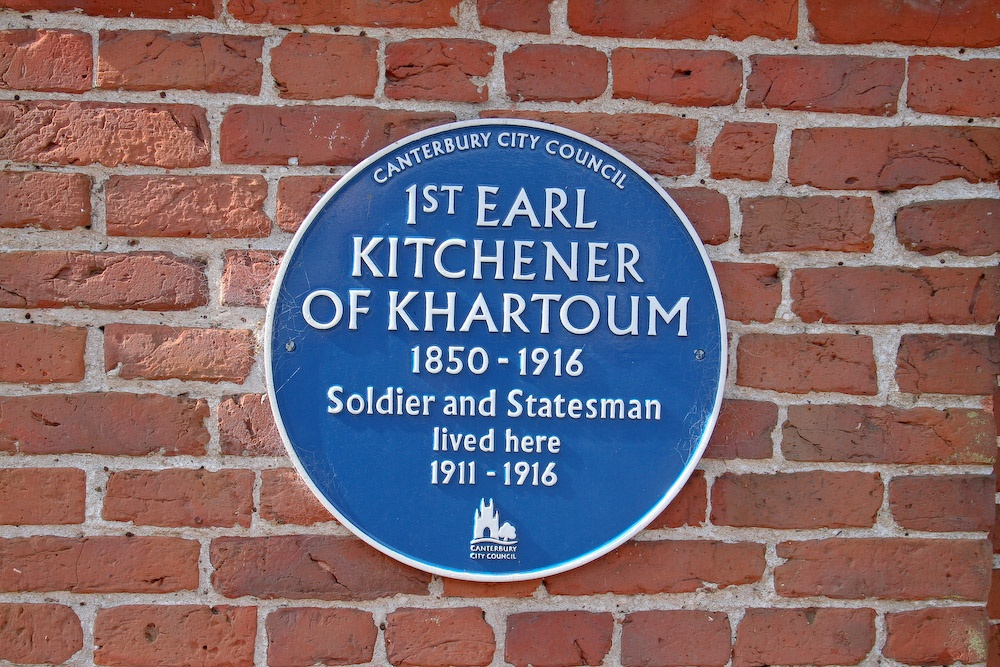 CANTERBURY CITY COUNCIL
1ST EARL
KITCHENER
OF KHARTOUM
1850 - 1916
Soldier and Statesman
lived here
1911 - 1916
CANTERBURY
CITY COUNCIL